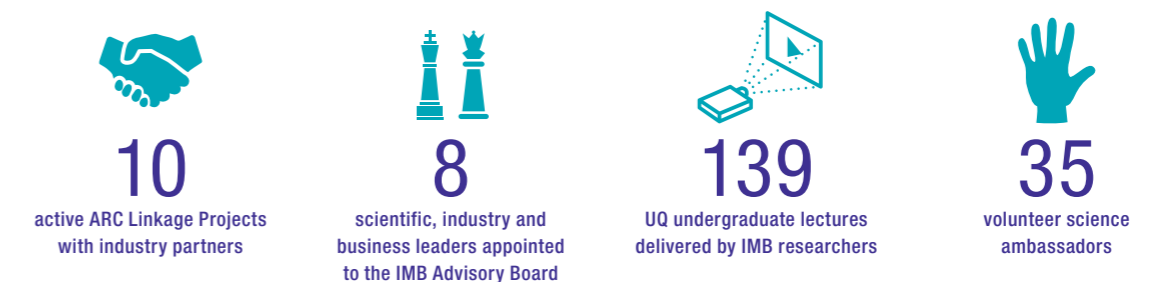 10
active ARC Linkage Projects
with industry partners
8
scientific, industry and
business leaders appointed
to the IMB Advisory Board
139
UQ undergraduate lectures
delivered by IMB researchers
35
volunteer science
ambassadors